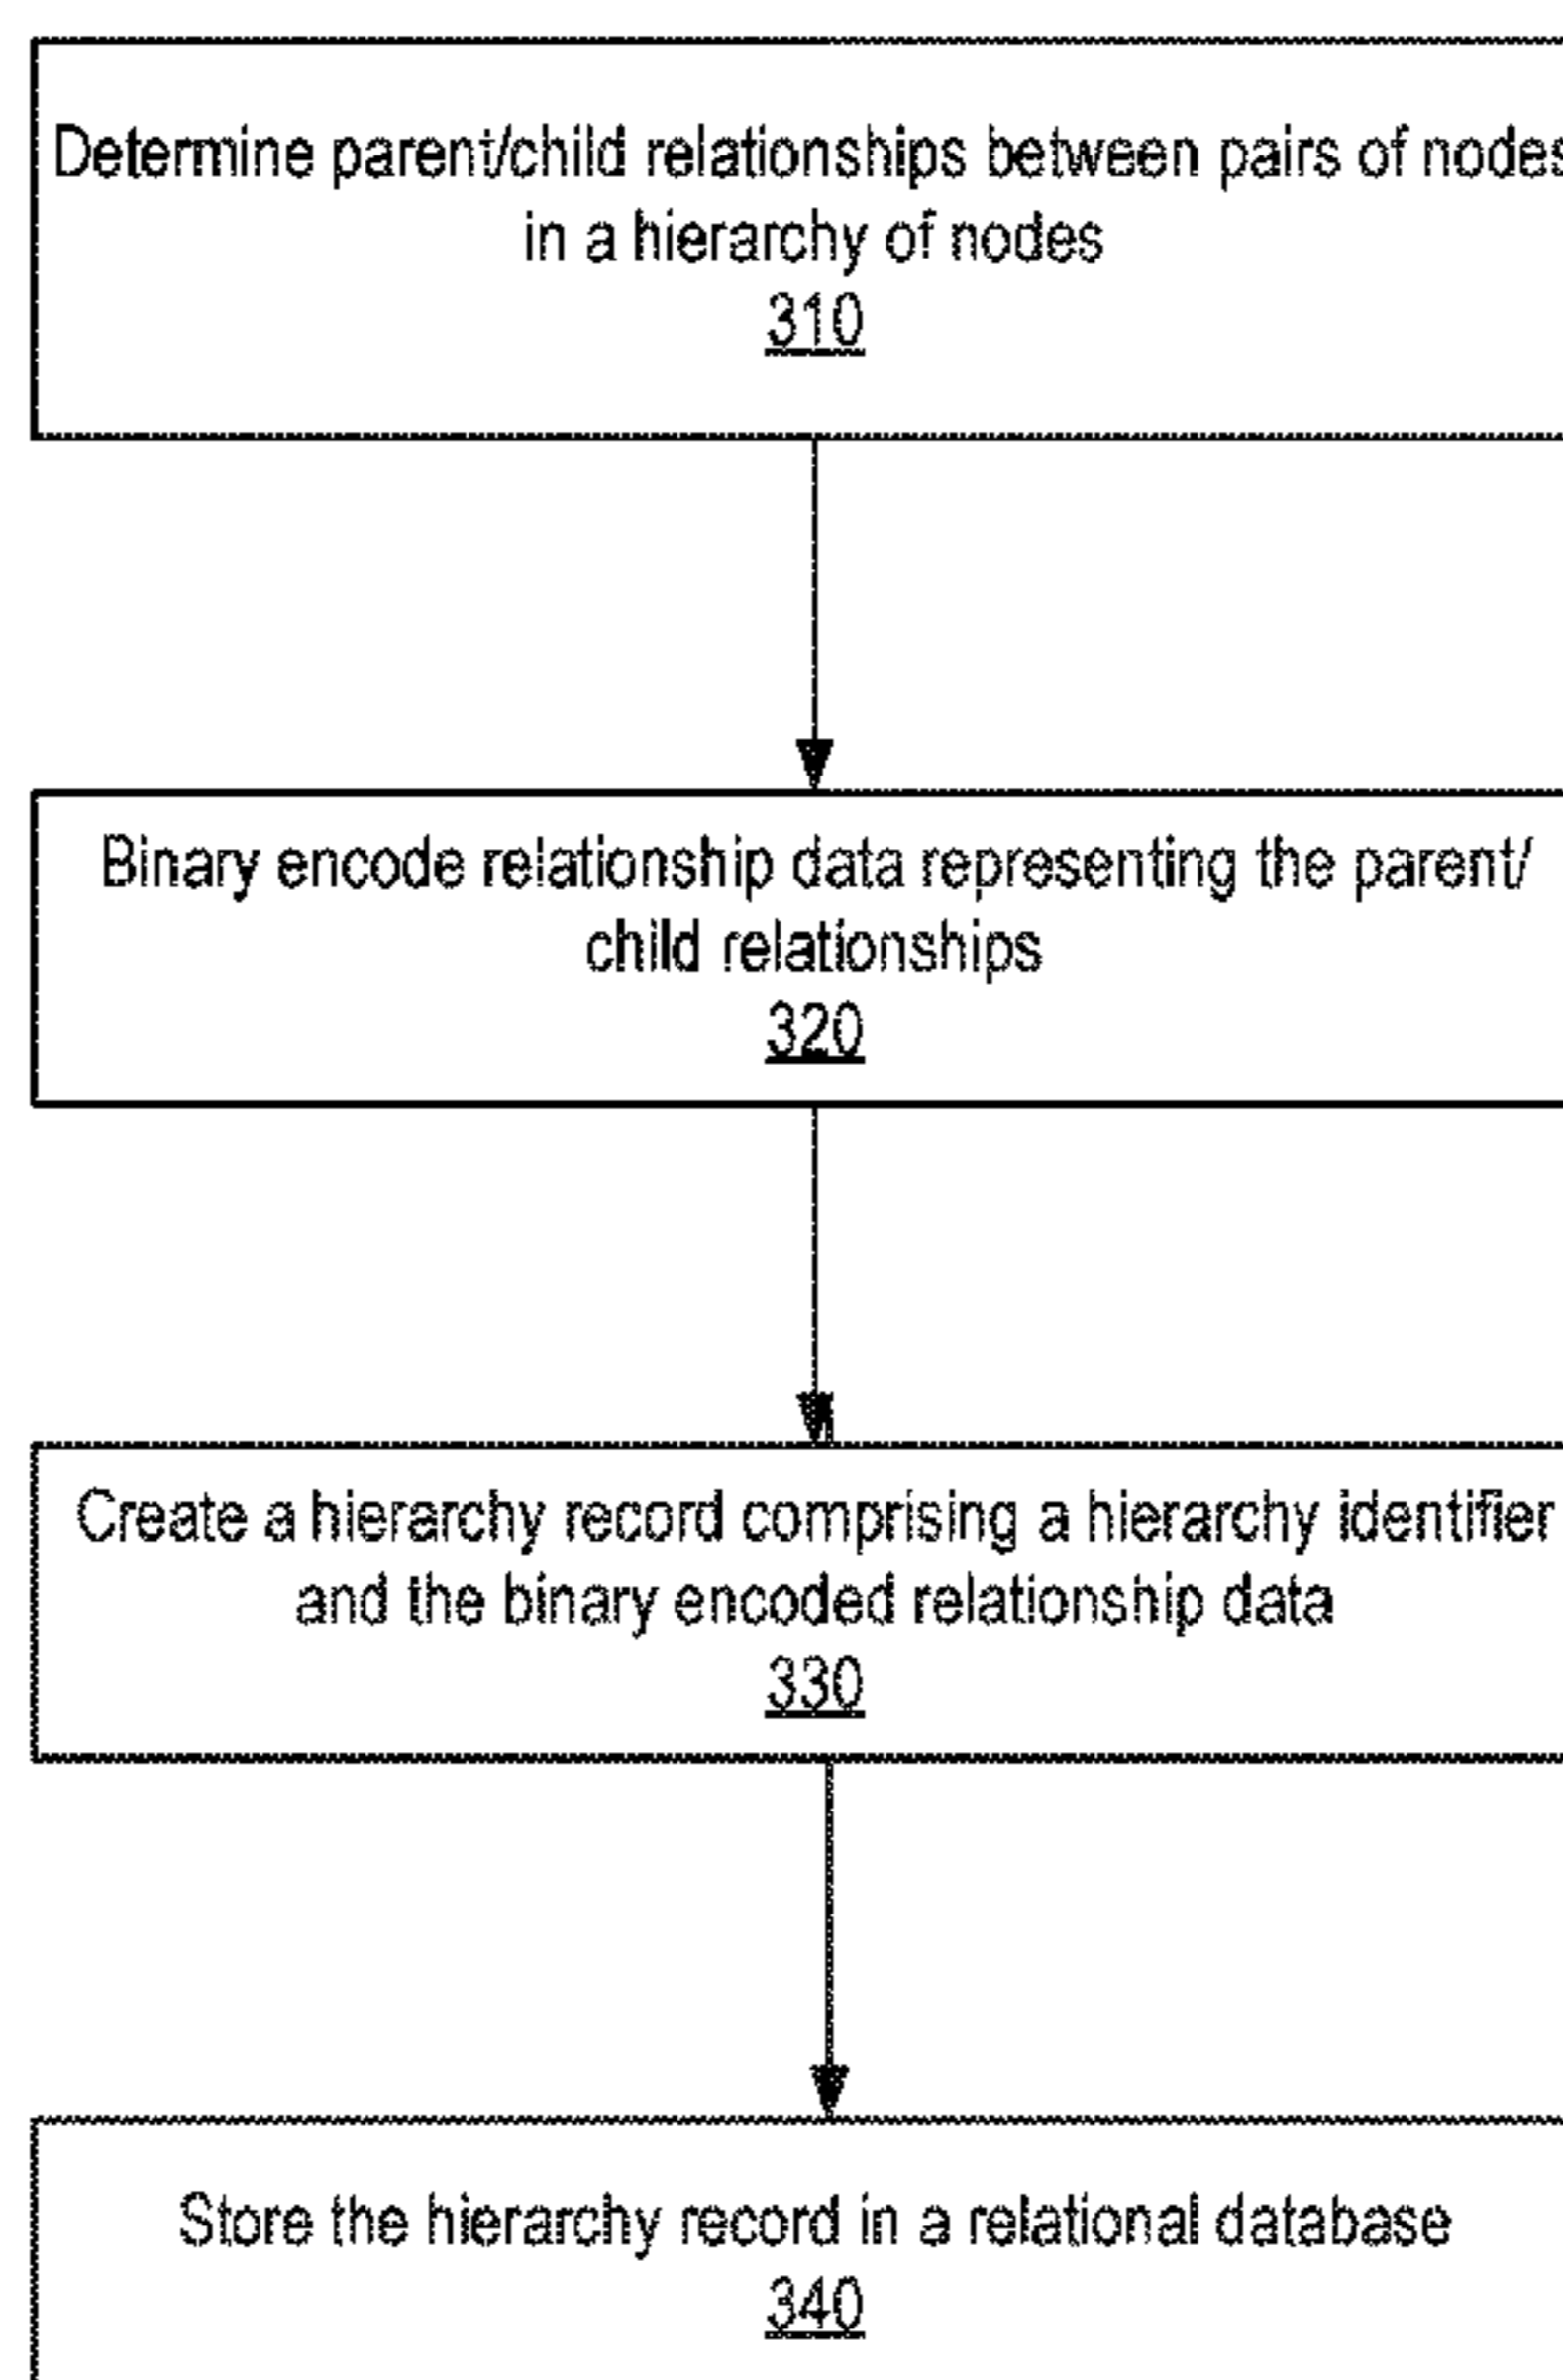 Determine parent/child relationships between pairs of nodes
in a hierarchy of nodes
310
Binary encode relationship data representing the parent/
child relationships
320
Create a hierarchy record comprising a hierarchy identifier
and the binary encoded relationship data
330
Store the hierarchy record in a relational database
340